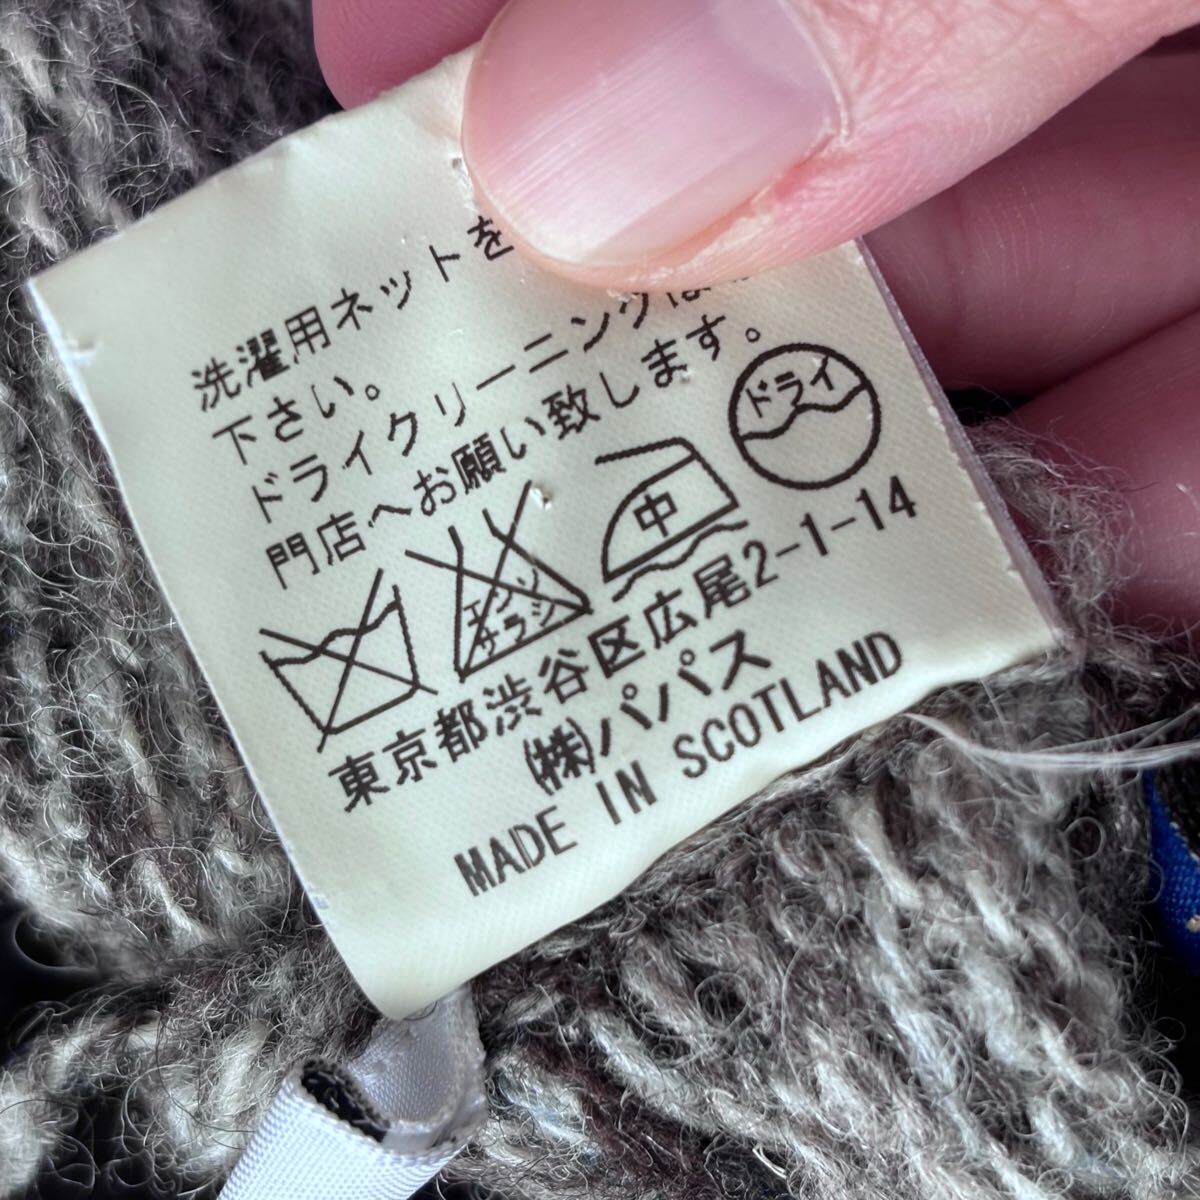 洗濯用ネットを
下さい。
ドライクリーニングは
門店へお願い致します。
ドライ
中
エンソ
サラシ
東京都渋谷区広尾2-1-14
㈱パパス
MADE IN SCOTLAND